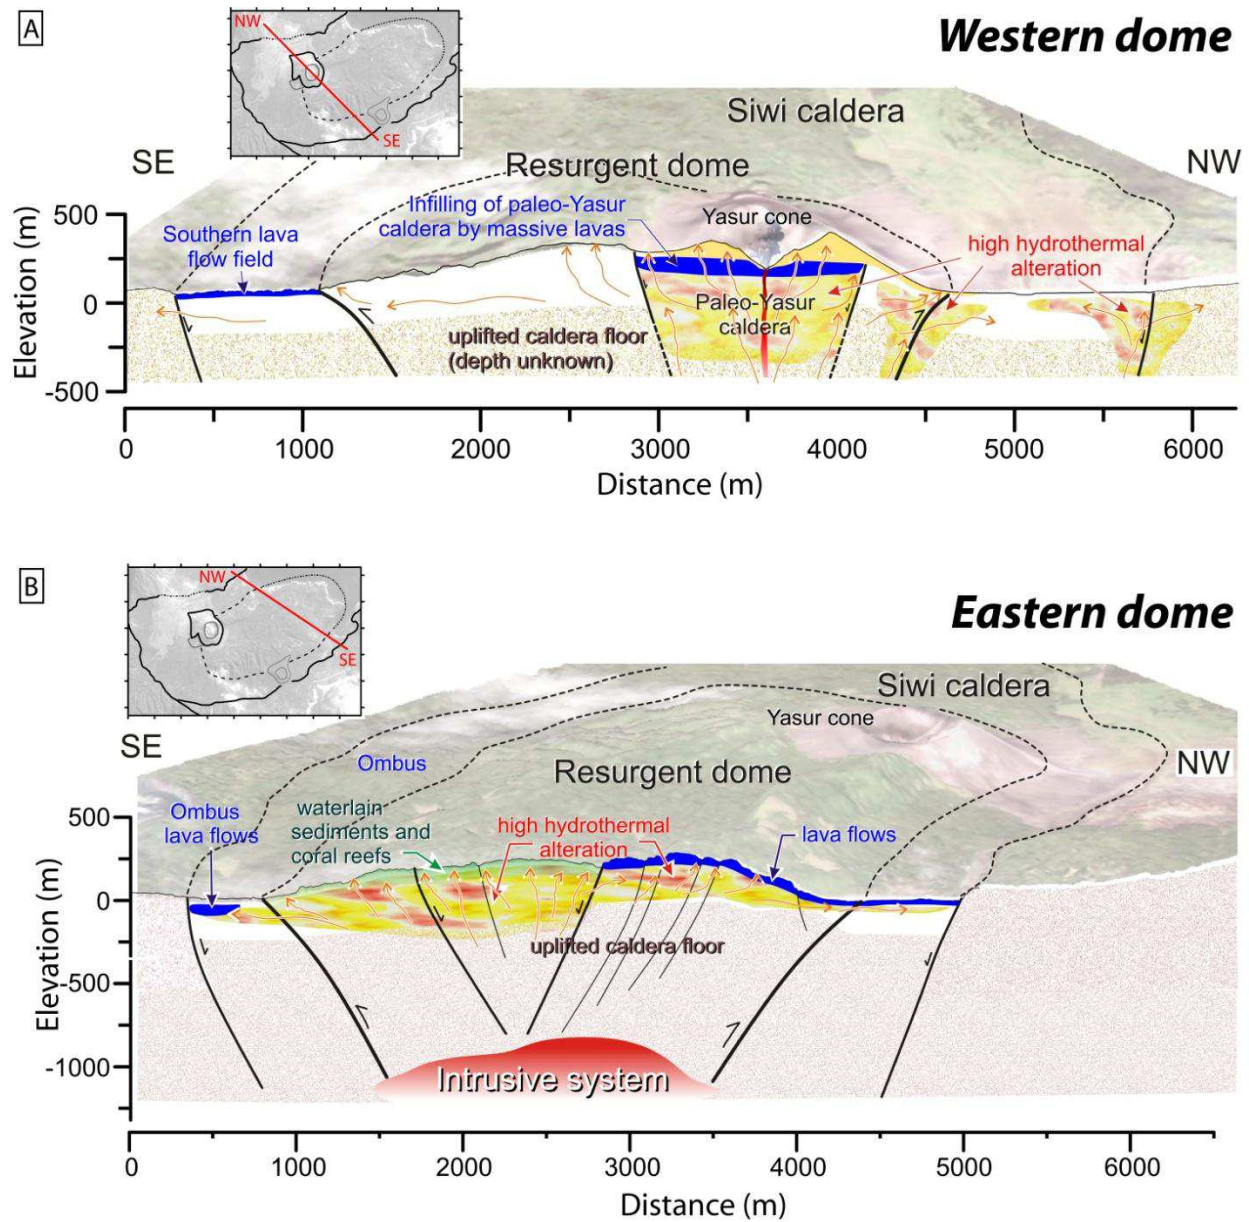 A
NW
SE
Western dome
Siwi caldera
SE
Resurgent dome
NW
Infilling of paleo-Yasur
caldera by massive lavas
Yasur cone
Southern lava
flow field
high hydrothermal
alteration
Paleo-Yasur
caldera
uplifted caldera floor
(depth unknown)
Elevation (m)
500
0
-500
0
1000
2000
3000
4000
5000
6000
Distance (m)
B
NW
SE
Eastern dome
Siwi caldera
Yasur cone
SE
Ombus
Resurgent dome
NW
Ombus
lava flows
waterlain
sediments and
coral reefs
high hydrothermal
alteration
lava flows
uplifted caldera floor
Intrusive system
Elevation (m)
500
0
-500
-1000
0
1000
2000
3000
4000
5000
6000
Distance (m)